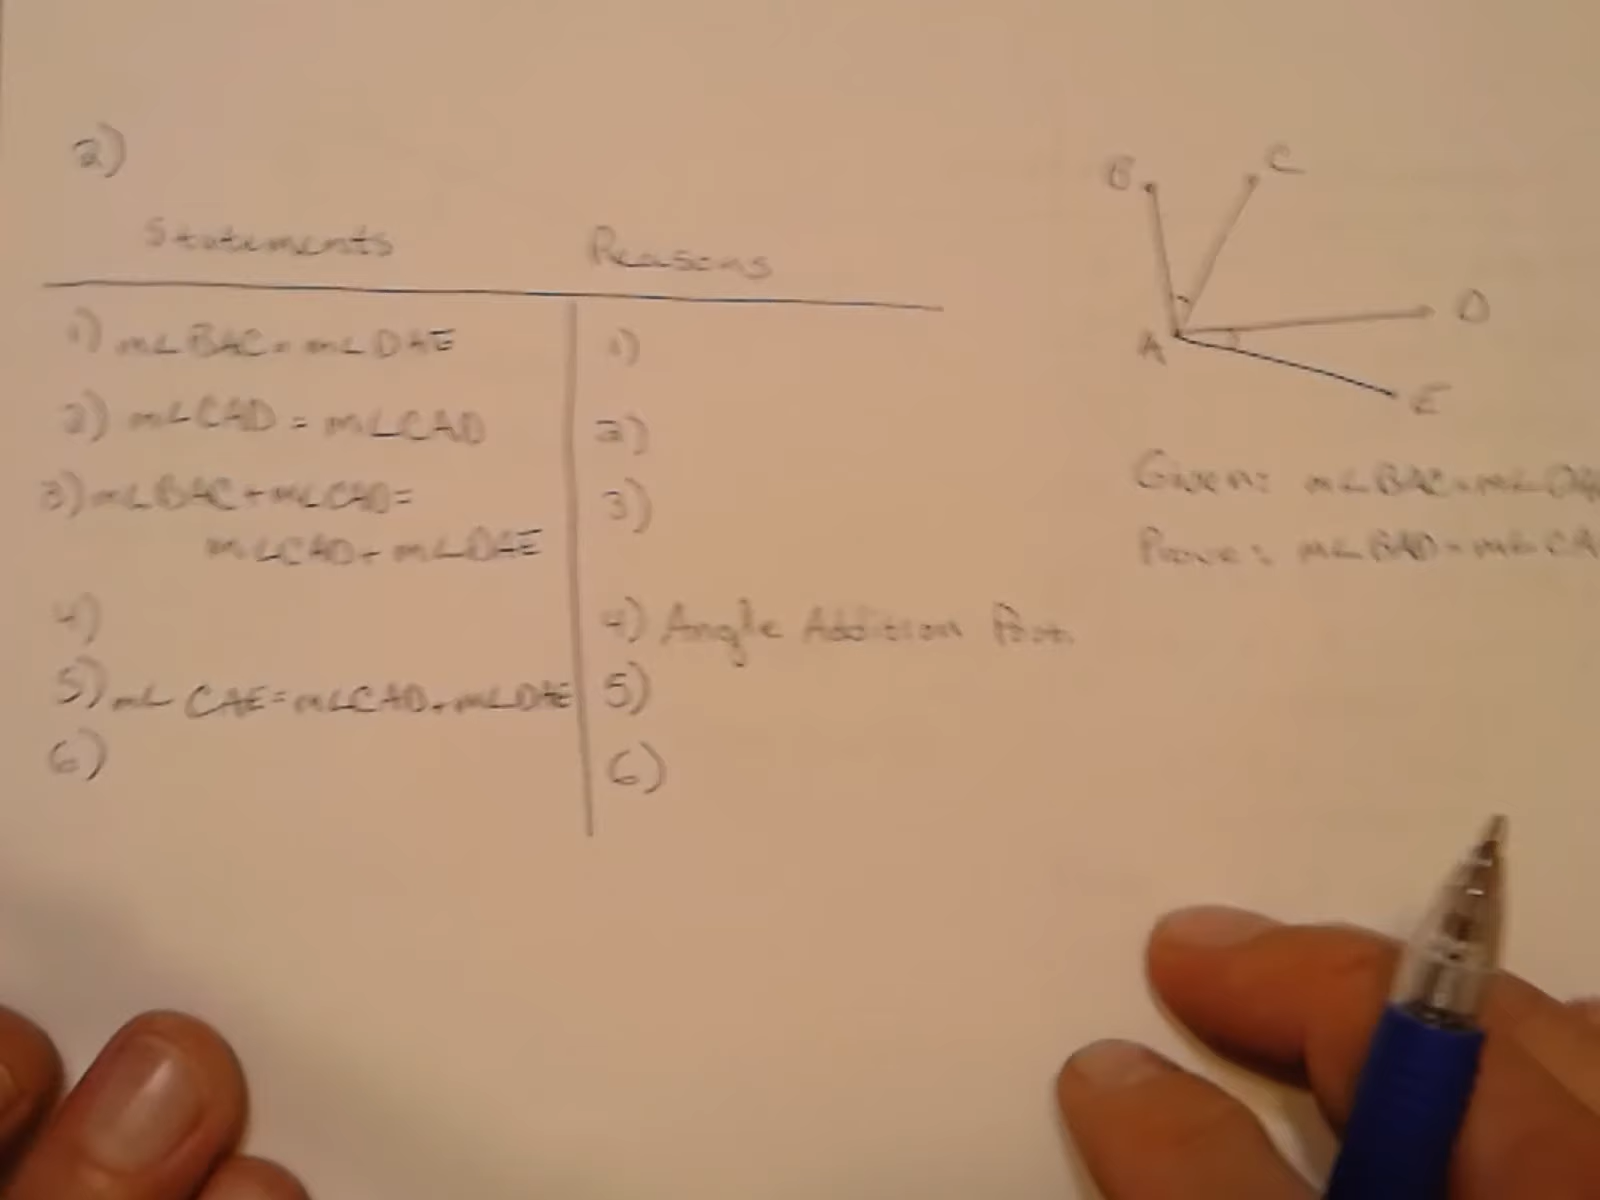 2)
Statements Reasons
1) m∠BAC = m∠DAE 1)
2) m∠CAD = m∠CAD 2)
3) m∠BAC + m∠CAD = 3)
m∠CAD + m∠DAE
4) 4) Angle Addition Post.
5) m∠CAE = m∠CAD + m∠DAE 5)
6) 6)
B C
A D
E
Given: m∠BAC = m∠DA
Prove: m∠BAD = m∠CA